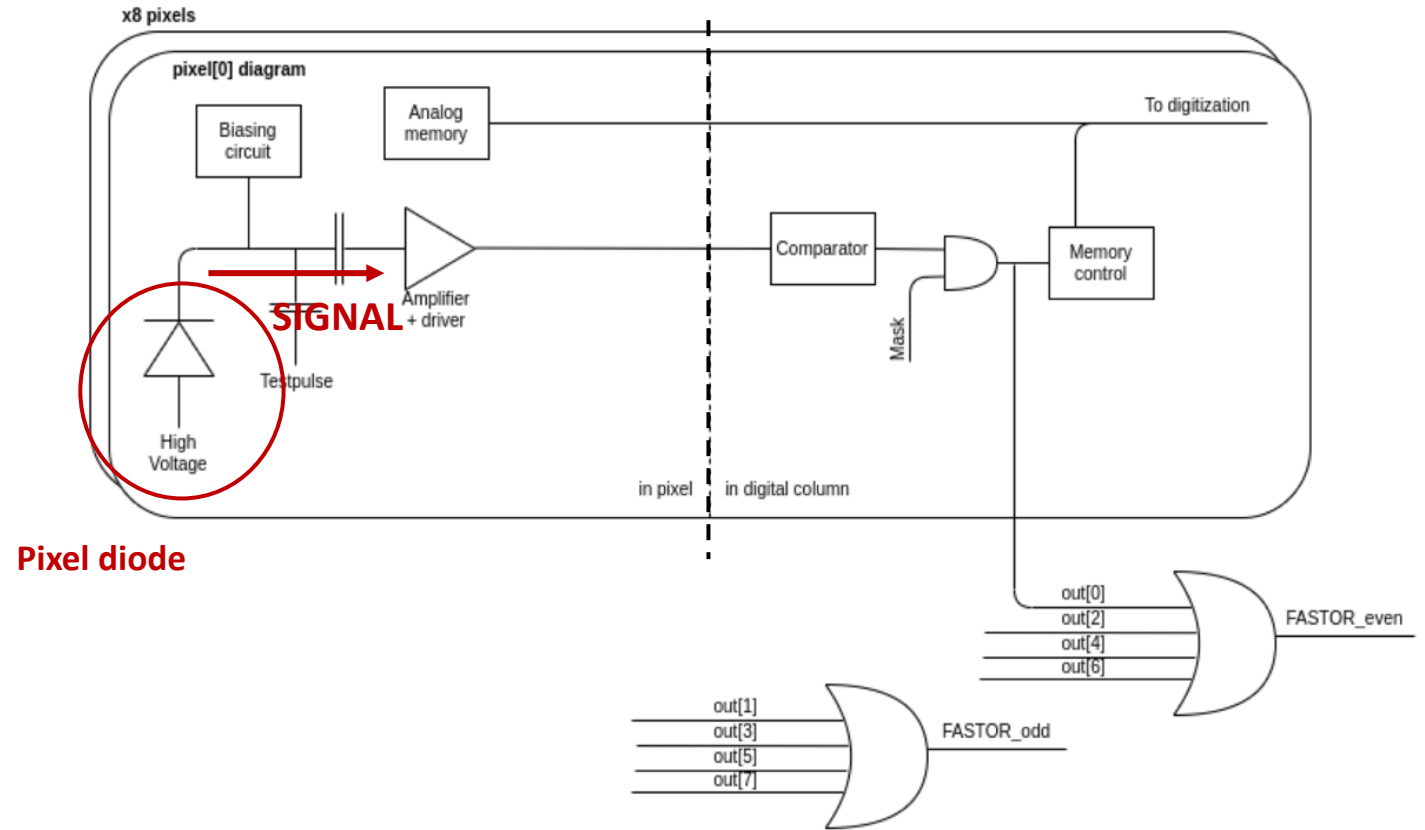 x8 pixels
pixel[0] diagram
Biasing
circuit
Analog
memory
To digitization
Comparator
Memory
control
SIGNAL
Amplifier
+ driver
Mask
Testpulse
High
Voltage
in pixel
in digital column
Pixel diode
out[0]
out[2]
out[4]
out[6]
FASTOR_even
out[1]
out[3]
out[5]
out[7]
FASTOR_odd